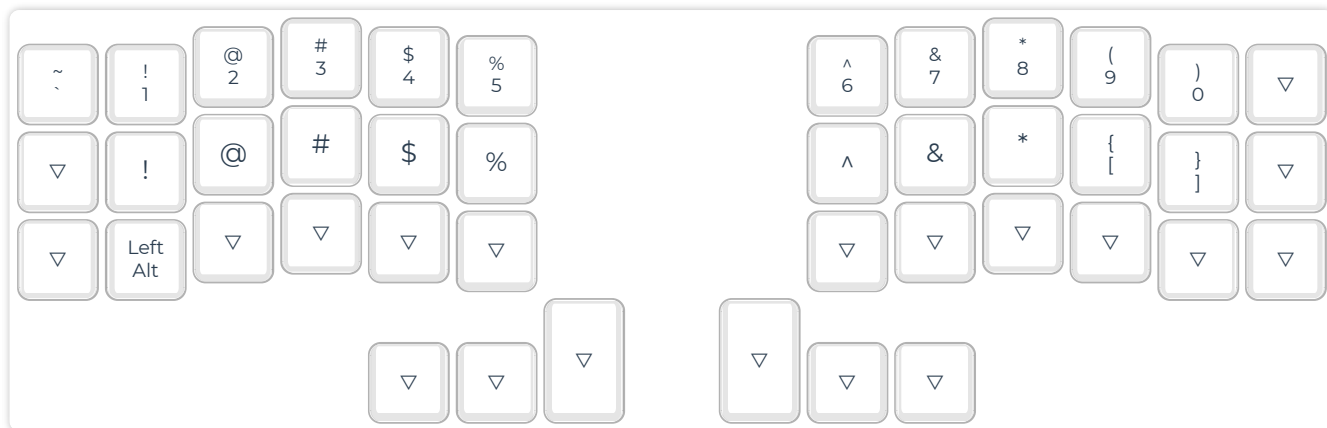 ~ ! @ # $ % ^ & * ( )
` 1 2 3 4 5 6 7 8 9 0 ▽
▽ ! @ # $ % ^ & * { }
[ ] ▽
▽ Left Alt ▽ ▽ ▽ ▽ ▽ ▽ ▽ ▽ ▽ ▽
▽ ▽ ▽ ▽ ▽ ▽